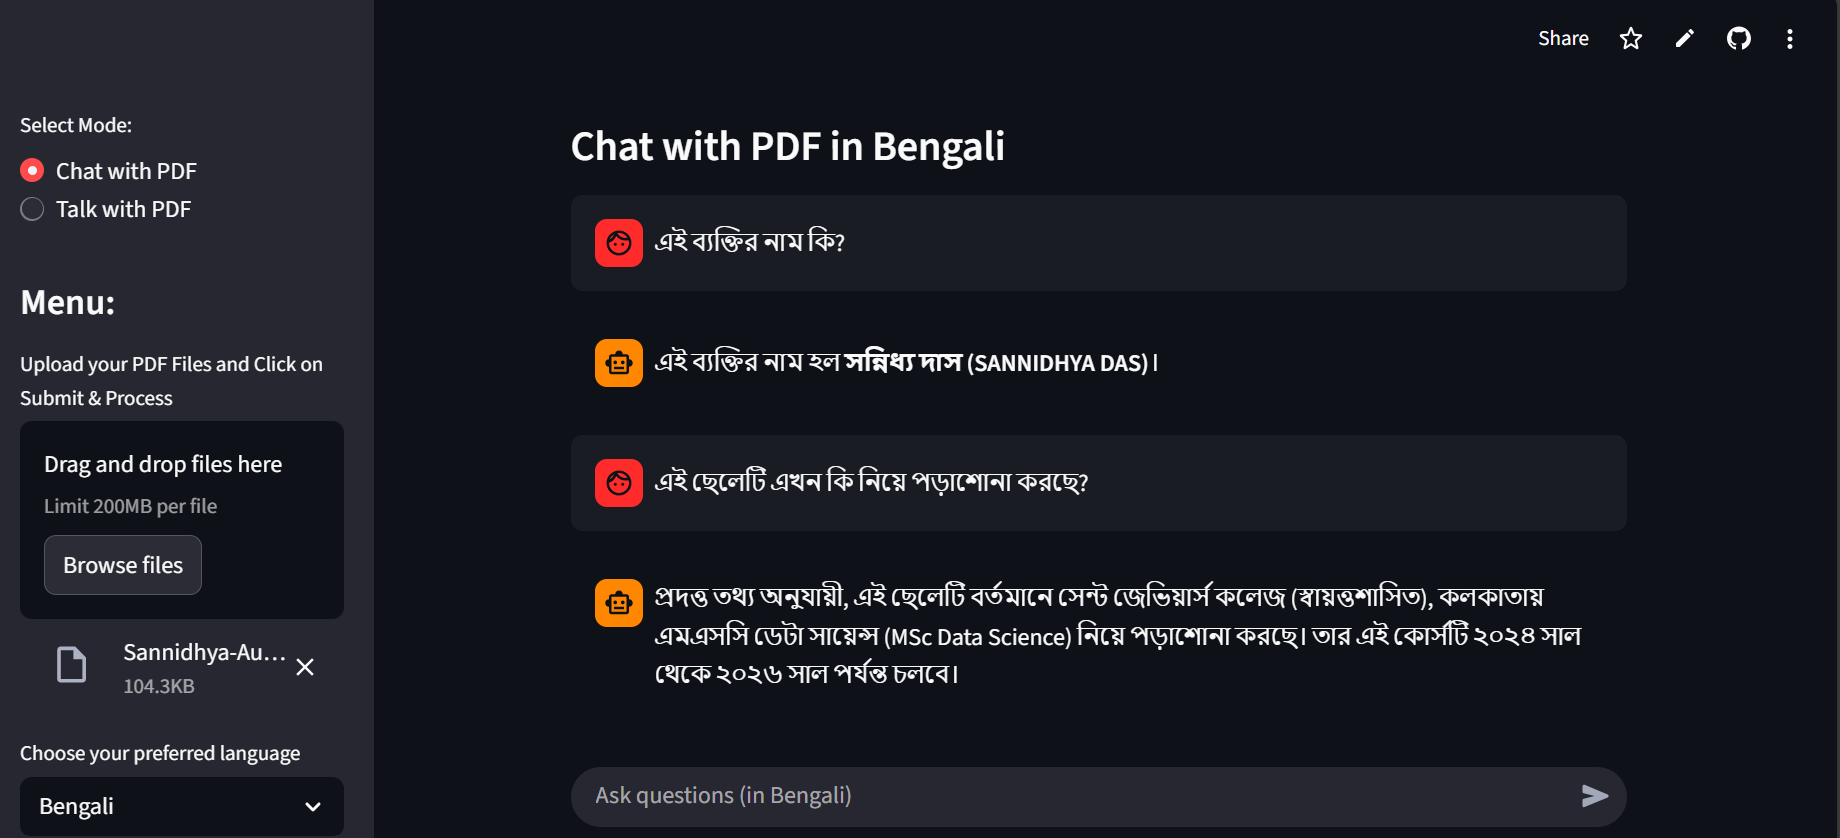 Share
Select Mode:
Chat with PDF
Talk with PDF
Menu:
Upload your PDF Files and Click on
Submit & Process
Drag and drop files here
Limit 200MB per file
Browse files
Sannidhya-Au...
104.3KB
Choose your preferred language
Bengali
Chat with PDF in Bengali
এই ব্যক্তির নাম কি?
এই ব্যক্তির নাম হল সন্নিধ্য দাস (SANNIDHYA DAS)।
এই ছেলেটি এখন কি নিয়ে পড়াশোনা করছে?
প্রদত্ত তথ্য অনুযায়ী, এই ছেলেটি বর্তমানে সেন্ট জেভিয়ার্স কলেজ (স্বায়ত্তশাসিত), কলকাতায়
এমএসসি ডেটা সায়েন্স (MSc Data Science) নিয়ে পড়াশোনা করছে। তার এই কোর্সটি ২০২৪ সাল
থেকে ২০২৬ সাল পর্যন্ত চলবে।
Ask questions (in Bengali)